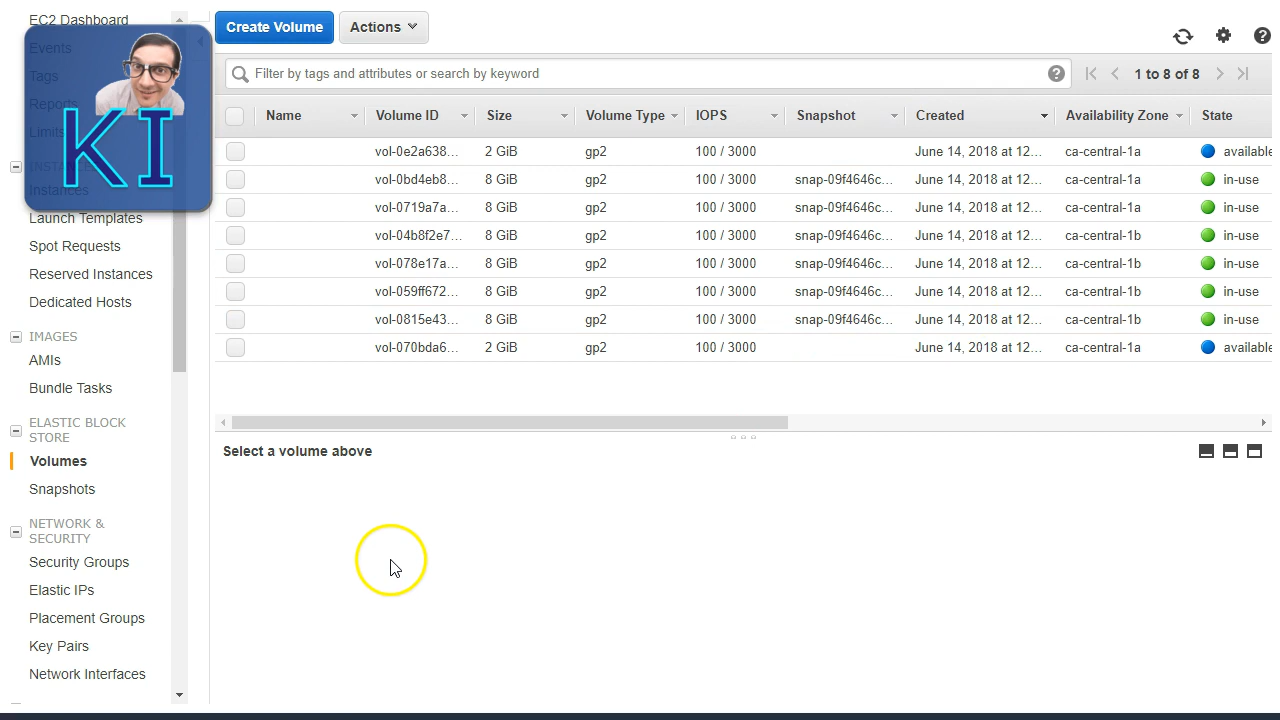 EC2 Dashboard
Events
Tags
Reports
Limits
INSTANCES
Instances
Launch Templates
Spot Requests
Reserved Instances
Dedicated Hosts
IMAGES
AMIs
Bundle Tasks
ELASTIC BLOCK
STORE
Volumes
Snapshots
NETWORK &
SECURITY
Security Groups
Elastic IPs
Placement Groups
Key Pairs
Network Interfaces
KI
Create Volume Actions
Filter by tags and attributes or search by keyword 1 to 8 of 8
Name Volume ID Size Volume Type IOPS Snapshot Created Availability Zone State
vol-0e2a638... 2 GiB gp2 100 / 3000 June 14, 2018 at 12... ca-central-1a available
vol-0bd4eb8... 8 GiB gp2 100 / 3000 snap-09f4646c... June 14, 2018 at 12... ca-central-1a in-use
vol-0719a7a... 8 GiB gp2 100 / 3000 snap-09f4646c... June 14, 2018 at 12... ca-central-1a in-use
vol-04b8f2e7... 8 GiB gp2 100 / 3000 snap-09f4646c... June 14, 2018 at 12... ca-central-1b in-use
vol-078e17a... 8 GiB gp2 100 / 3000 snap-09f4646c... June 14, 2018 at 12... ca-central-1b in-use
vol-059ff672... 8 GiB gp2 100 / 3000 snap-09f4646c... June 14, 2018 at 12... ca-central-1b in-use
vol-0815e43... 8 GiB gp2 100 / 3000 snap-09f4646c... June 14, 2018 at 12... ca-central-1b in-use
vol-070bda6... 2 GiB gp2 100 / 3000 June 14, 2018 at 12... ca-central-1a available
Select a volume above